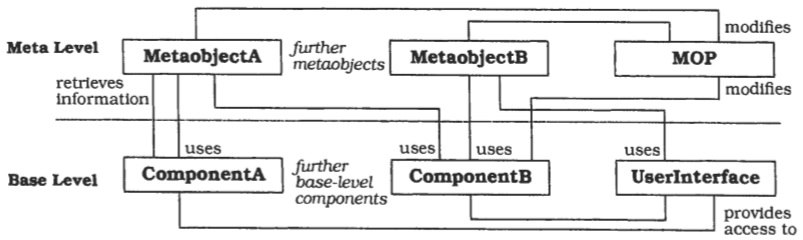 modifies
Meta Level
MetaobjectA
further
metaobjects
MetaobjectB
MOP
retrieves
information
modifies
uses
uses
uses
uses
Base Level
ComponentA
further
base-level
components
ComponentB
UserInterface
provides
access to